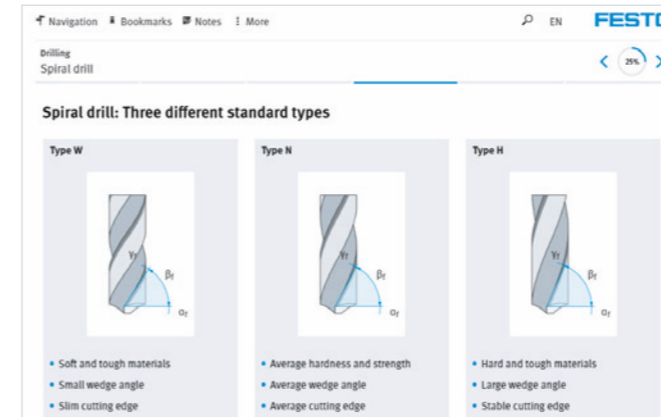 Navigation Bookmarks Notes More EN FESTO
Drilling
Spiral drill
25%
Spiral drill: Three different standard types
Type W
γf
βf
αf
• Soft and tough materials
• Small wedge angle
• Slim cutting edge
Type N
γf
βf
αf
• Average hardness and strength
• Average wedge angle
• Average cutting edge
Type H
γf
βf
αf
• Hard and tough materials
• Large wedge angle
• Stable cutting edge